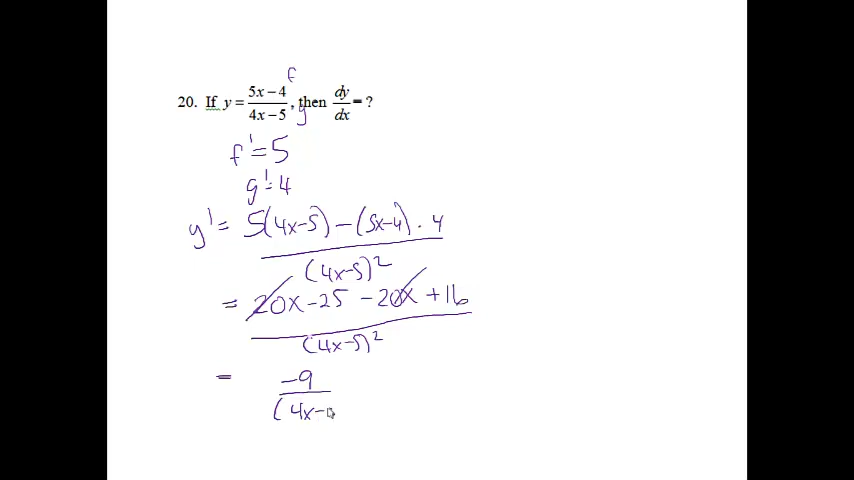 f
20. If y = (5x − 4)/(4x − 5), then dy/dx = ?
g
f' = 5
g' = 4
y' = 5(4x−5) − (5x−4) · 4
(4x−5)²
= 20x − 25 − 20x + 16
(4x−5)²
= −9
(4x−